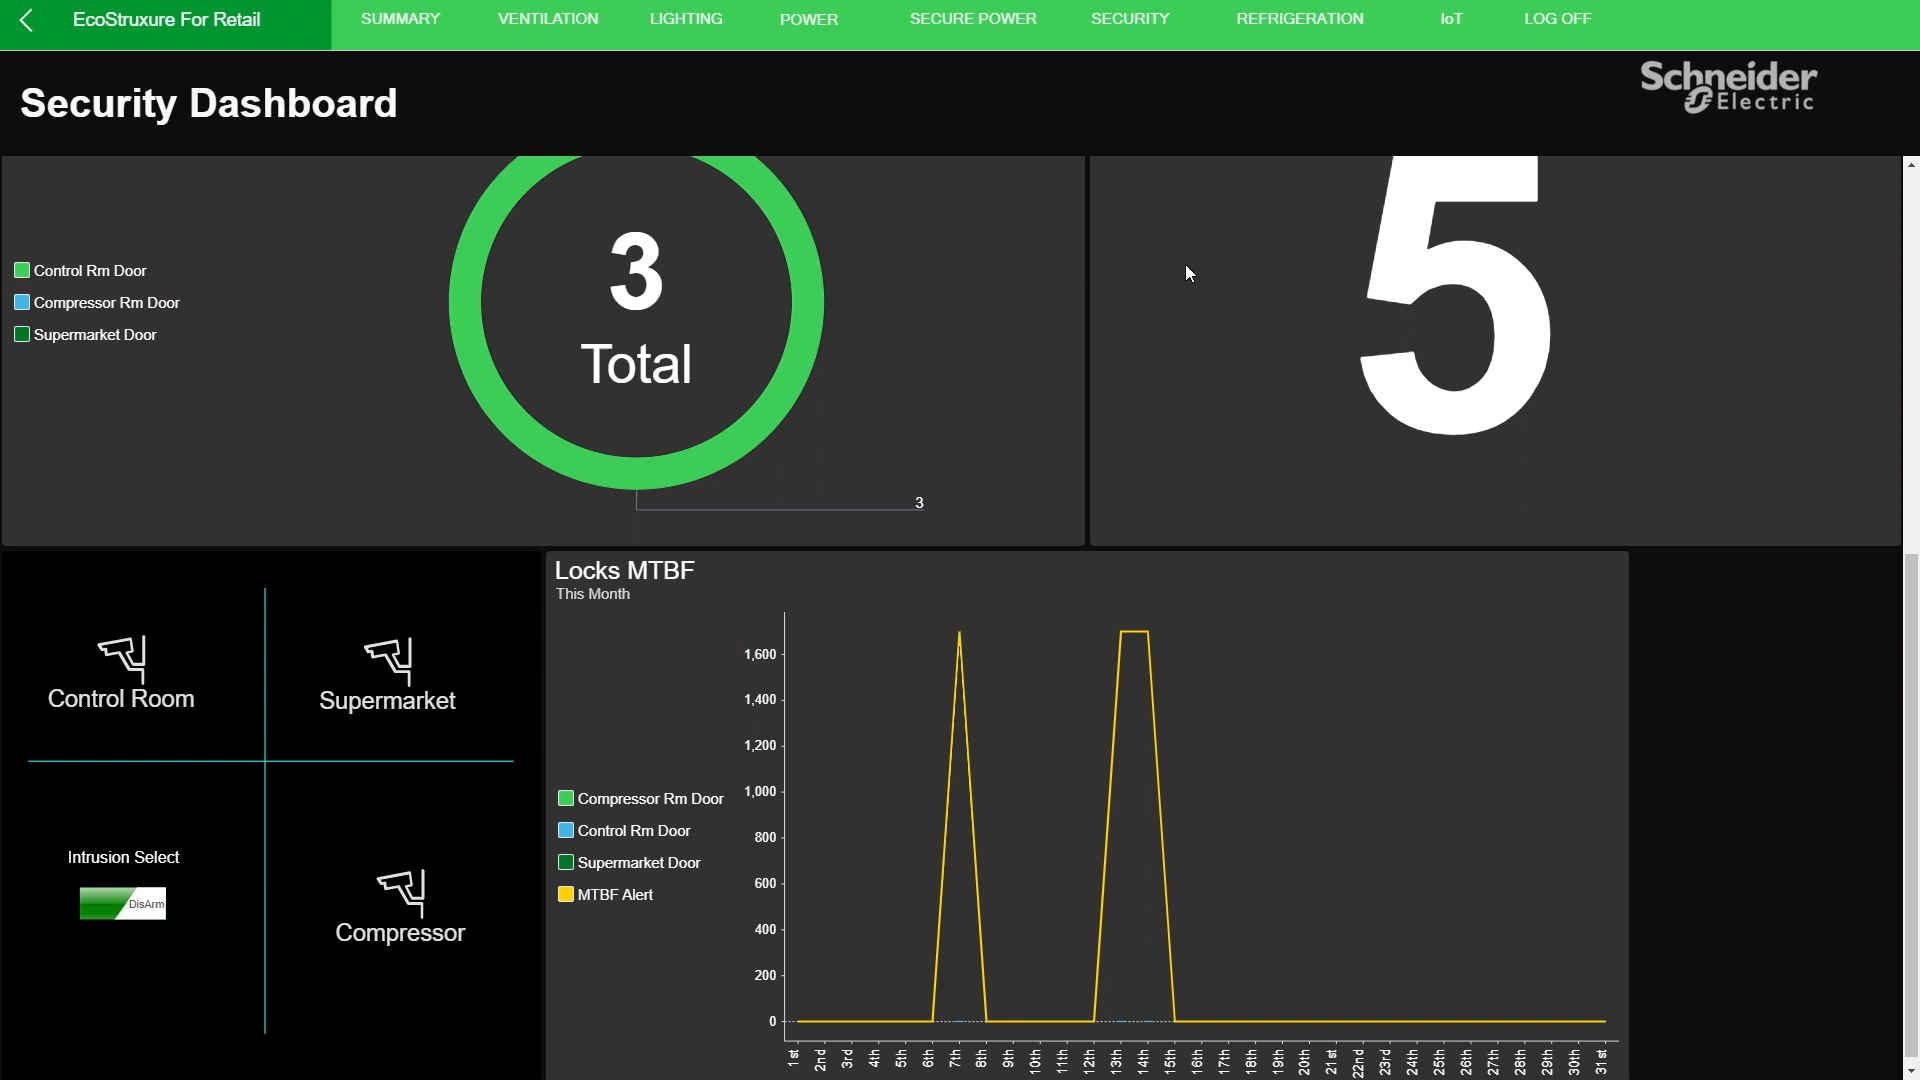 EcoStruxure For Retail
SUMMARY
VENTILATION
LIGHTING
POWER
SECURE POWER
SECURITY
REFRIGERATION
IoT
LOG OFF
Security Dashboard
Schneider
Electric
Control Rm Door
Compressor Rm Door
Supermarket Door
3
Total
3
5
Control Room
Supermarket
Intrusion Select
DisArm
Compressor
Locks MTBF
This Month
Compressor Rm Door
Control Rm Door
Supermarket Door
MTBF Alert
1,600
1,400
1,200
1,000
800
600
400
200
0
1st
2nd
3rd
4th
5th
6th
7th
8th
9th
10th
11th
12th
13th
14th
15th
16th
17th
18th
19th
20th
21st
22nd
23rd
24th
25th
26th
27th
28th
29th
30th
31st